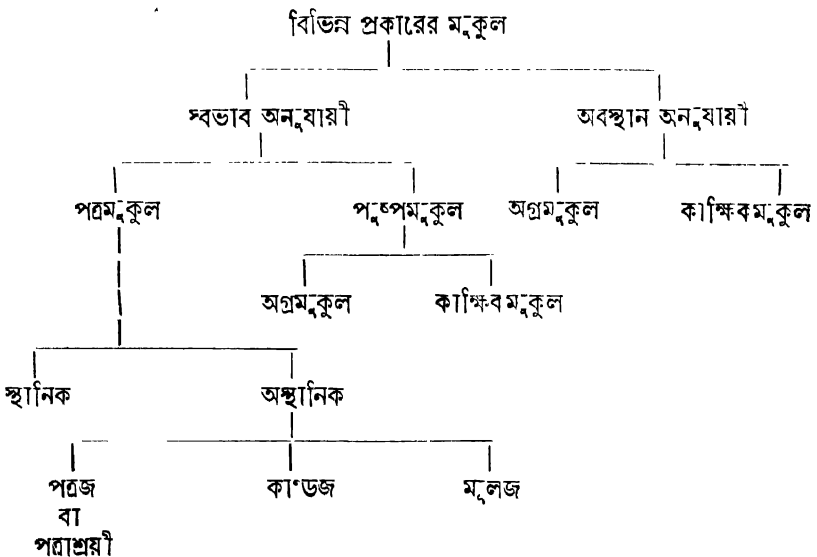 বিভিন্ন প্রকারের মুকুল
স্বভাব অনুযায়ী
অবস্থান অনুযায়ী
পত্রমুকুল
পুষ্পমুকুল
অগ্রমুকুল
কাক্ষিকমুকুল
অগ্রমুকুল
কাক্ষিকমুকুল
স্থানিক
অস্থানিক
পত্রজ
কাণ্ডজ
মূলজ
বা
পত্রাশ্রয়ী